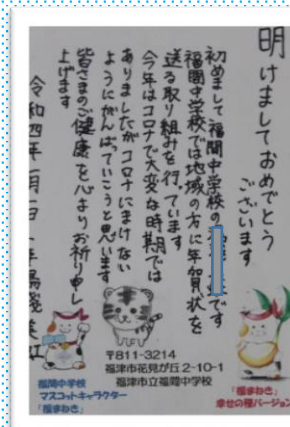 明けましておめでとう
ございます
初めまして福間中学校の
です
福間中学校では地域の方に年賀状を
送る取り組みを行っています
今年はコロナで大変な時期では
ありましたがコロナにまけない
ようにがんばっていこうと思います
皆さまのご健康を心よりお祈り申し
上げます
令和四年一月一日
〒811-3214
福津市花見が丘2-10-1
福津市立福間中学校
福間中学校
マスコットキャラクター
「福まねき」
「福まねき」
幸せの種バージョン